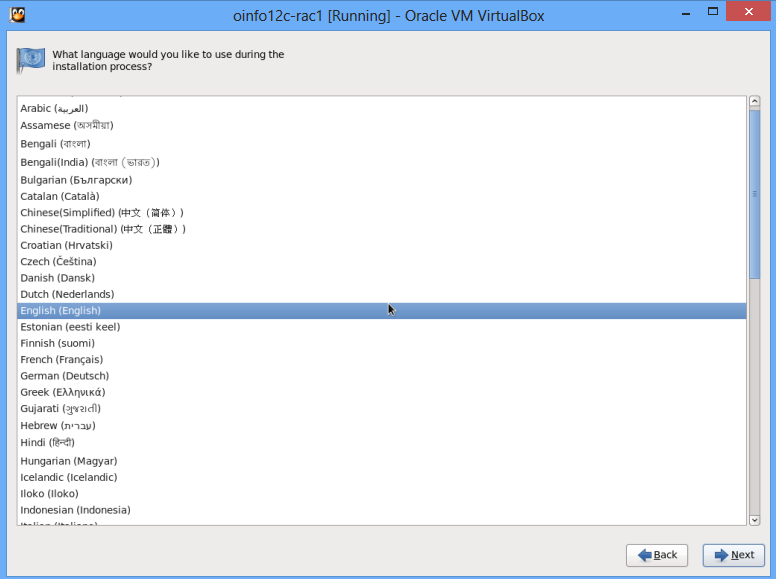 oinfo12c-rac1 [Running] - Oracle VM VirtualBox
What language would you like to use during the
installation process?
Arabic (العربية)
Assamese (অসমীয়া)
Bengali (বাংলা)
Bengali(India) (বাংলা (ভারত))
Bulgarian (Български)
Catalan (Català)
Chinese(Simplified) (中文（简体）)
Chinese(Traditional) (中文（正體）)
Croatian (Hrvatski)
Czech (Čeština)
Danish (Dansk)
Dutch (Nederlands)
English (English)
Estonian (eesti keel)
Finnish (suomi)
French (Français)
German (Deutsch)
Greek (Ελληνικά)
Gujarati (ગુજરાતી)
Hebrew (עברית)
Hindi (हिन्दी)
Hungarian (Magyar)
Icelandic (Icelandic)
Iloko (Iloko)
Indonesian (Indonesia)
Italian (Italiano)
Back
Next